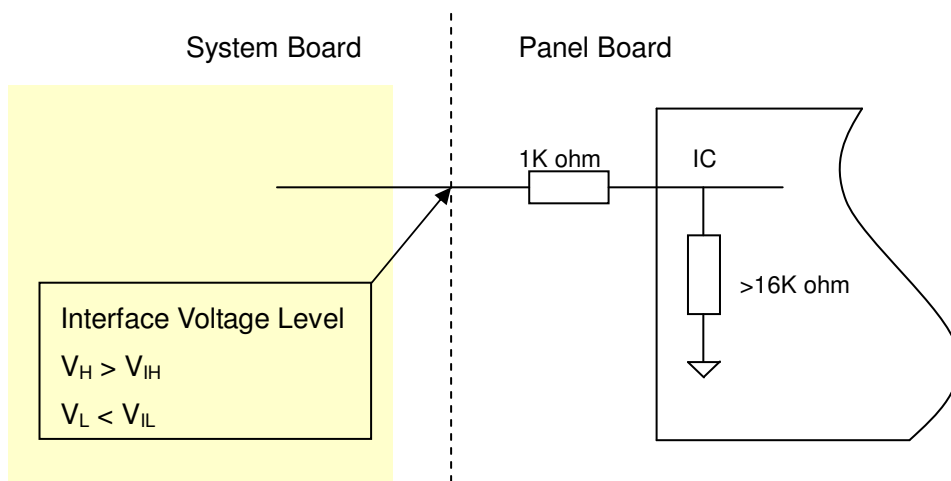 System Board
Panel Board
1K ohm
IC
>16K ohm
Interface Voltage Level
VH > VIH
VL < VIL